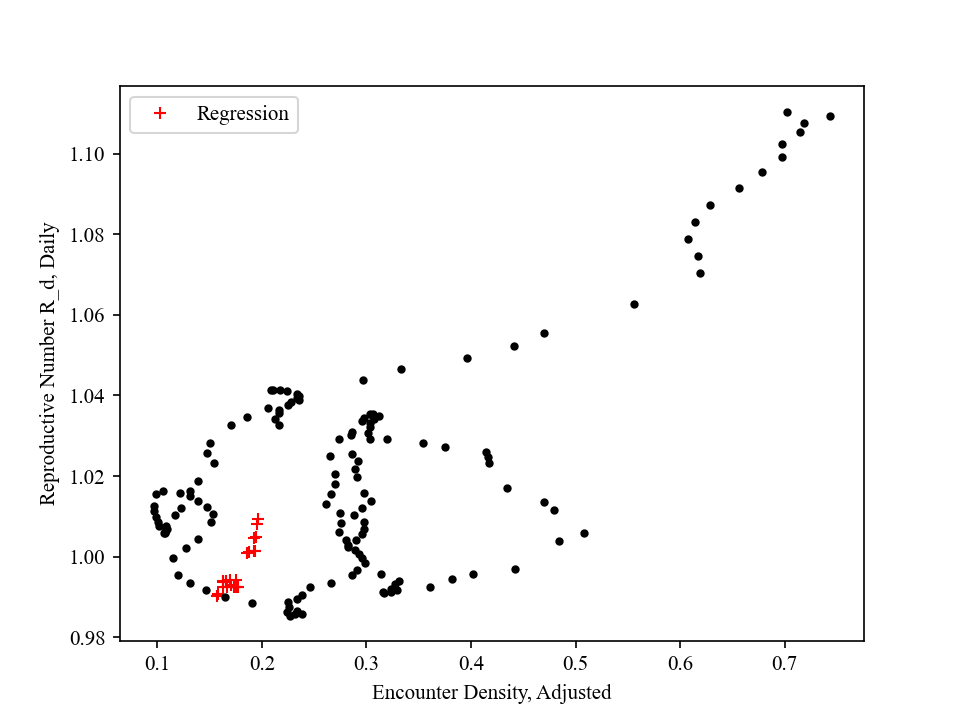 Regression
Reproductive Number R_d, Daily
1.10
1.08
1.06
1.04
1.02
1.00
0.98
0.1 0.2 0.3 0.4 0.5 0.6 0.7
Encounter Density, Adjusted